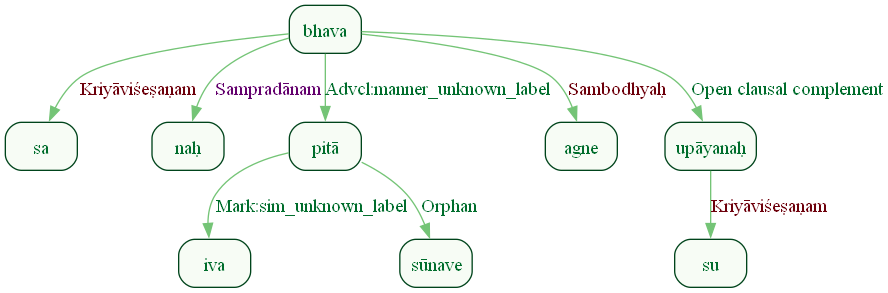 bhava
Kriyāviśeṣaṇam Sampradānam Advcl:manner_unknown_label Sambodhyaḥ Open clausal complement
sa naḥ pitā agne upāyanaḥ
Mark:sim_unknown_label Orphan Kriyāviśeṣaṇam
iva sūnave su